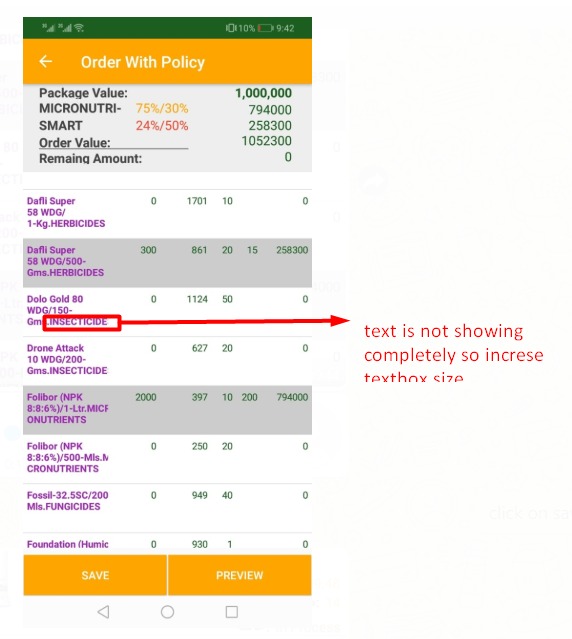 10% 9:42
Order With Policy
Package Value: 1,000,000
MICRONUTRI- 75%/30% 794000
SMART 24%/50% 258300
Order Value: 1052300
Remaing Amount: 0
Dafli Super 0 1701 10 0
58 WDG/
1-Kg.HERBICIDES
Dafli Super 300 861 20 15 258300
58 WDG/500-
Gms.HERBICIDES
Dolo Gold 80 0 1124 50 0
WDG/150-
Gms.INSECTICIDE
Drone Attack 0 627 20 0
10 WDG/200-
Gms.INSECTICIDE
Folibor (NPK 2000 397 10 200 794000
8:8:6%)/1-Ltr.MICR
ONUTRIENTS
Folibor (NPK 0 250 20 0
8:8:6%)/500-Mls.M
CRONUTRIENTS
Fossil-32.5SC/200 0 949 40 0
Mls.FUNGICIDES
Foundation (Humic 0 930 1 0
SAVE PREVIEW
text is not showing
completely so increse
textbox size